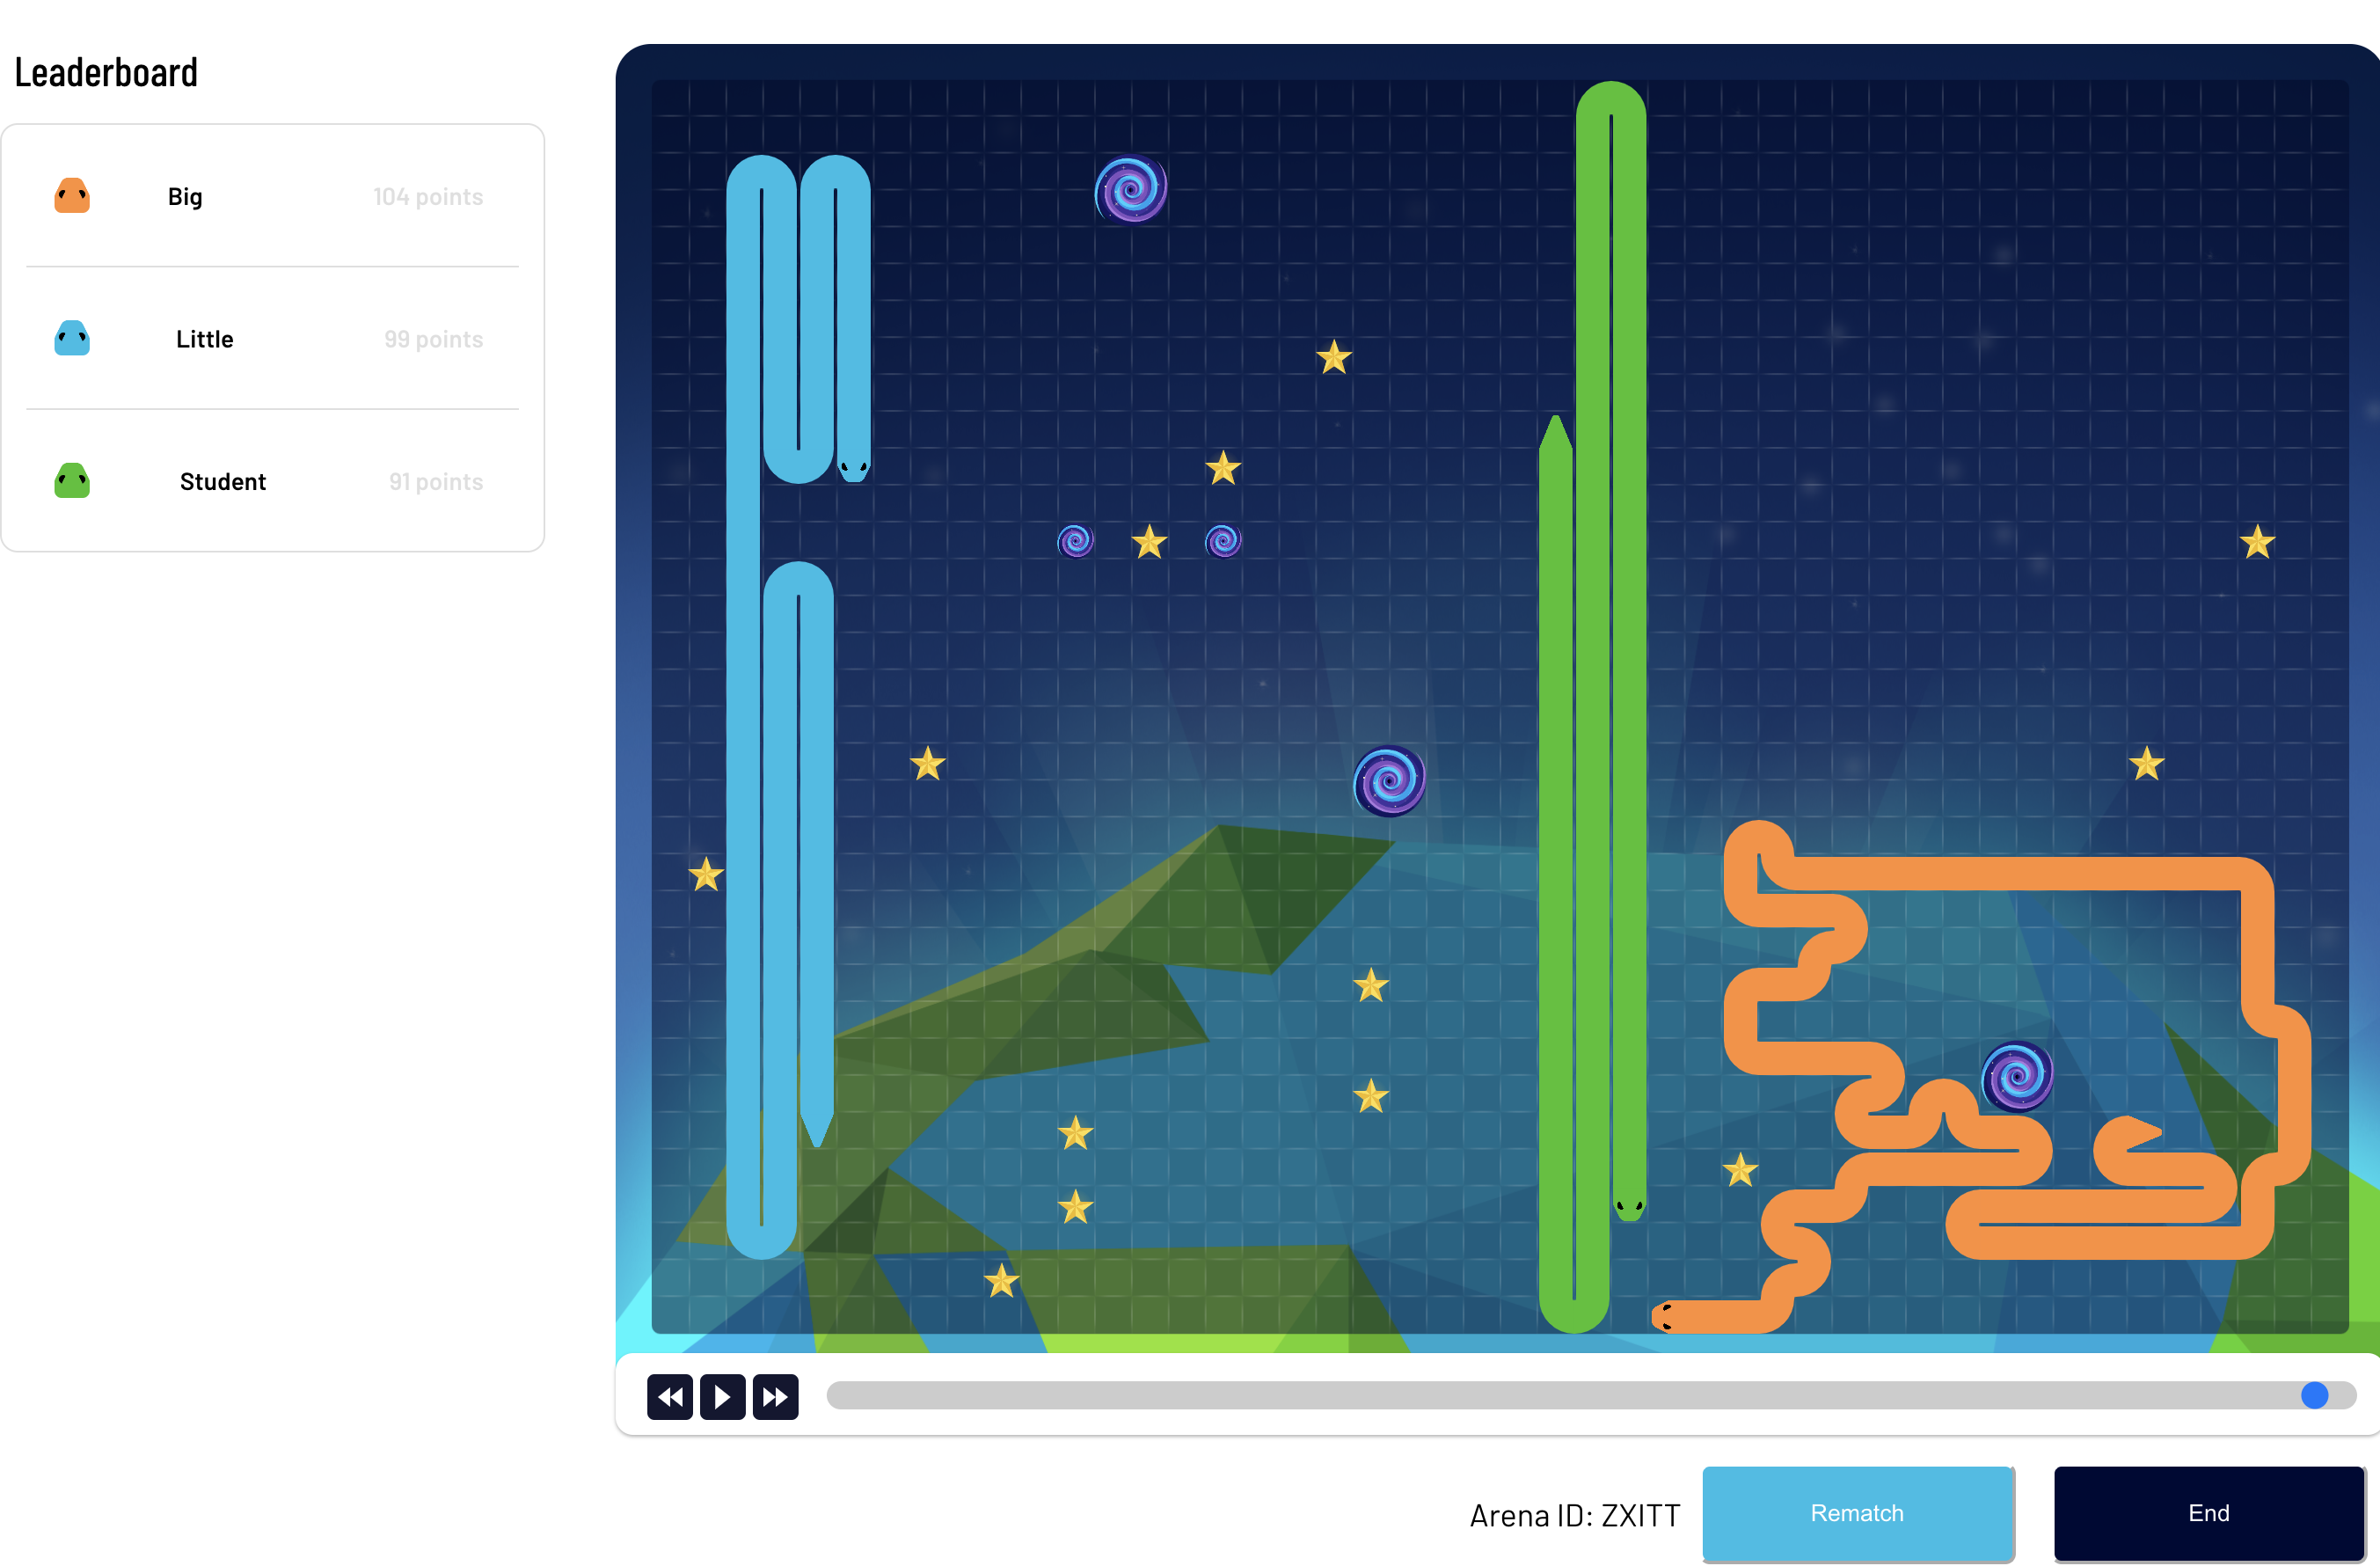 Leaderboard
Big 104 points
Little 99 points
Student 91 points
Arena ID: ZXITT Rematch End